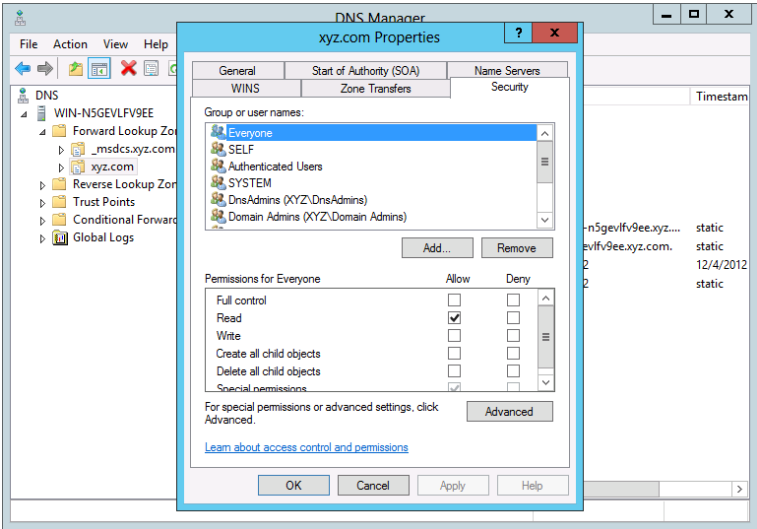 DNS Manager
File Action View Help
xyz.com Properties
? x
General Start of Authority (SOA) Name Servers
WINS Zone Transfers Security
DNS
WIN-N5GEVLFV9EE
Forward Lookup Zor
_msdcs.xyz.com
xyz.com
Reverse Lookup Zor
Trust Points
Conditional Forward
Global Logs
Group or user names:
Everyone
SELF
Authenticated Users
SYSTEM
DnsAdmins (XYZ\DnsAdmins)
Domain Admins (XYZ\Domain Admins)
Add... Remove
Permissions for Everyone Allow Deny
Full control
Read
Write
Create all child objects
Delete all child objects
Special permissions
For special permissions or advanced settings, click
Advanced.
Advanced
Learn about access control and permissions
OK Cancel Apply Help
Timestam
-n5gevlfv9ee.xyz.... static
evlfv9ee.xyz.com. static
2 12/4/2012
2 static